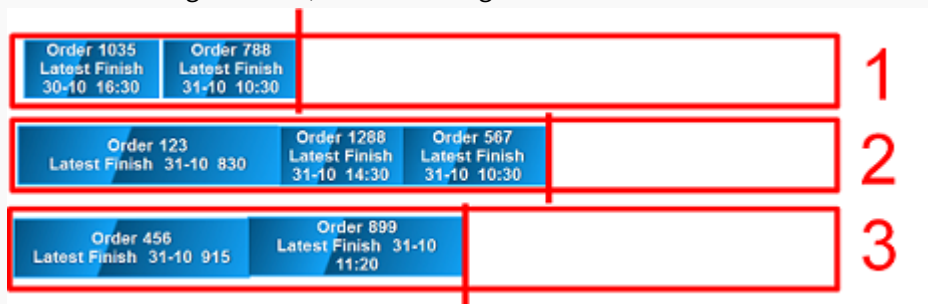 Order 1035
Latest Finish
30-10 16:30
Order 788
Latest Finish
31-10 10:30
1
Order 123
Latest Finish 31-10 830
Order 1288
Latest Finish
31-10 14:30
Order 567
Latest Finish
31-10 10:30
2
Order 456
Latest Finish 31-10 915
Order 899
Latest Finish 31-10
11:20
3